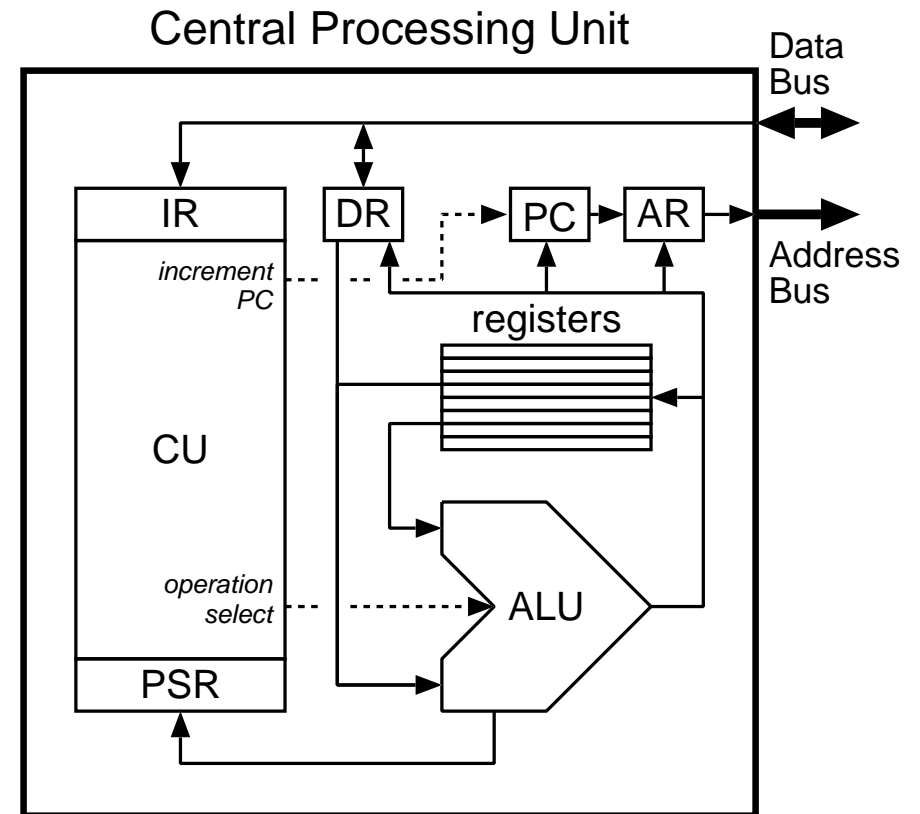 Central Processing Unit
Data
Bus
IR
DR
PC
AR
Address
Bus
increment
PC
registers
CU
operation
select
ALU
PSR